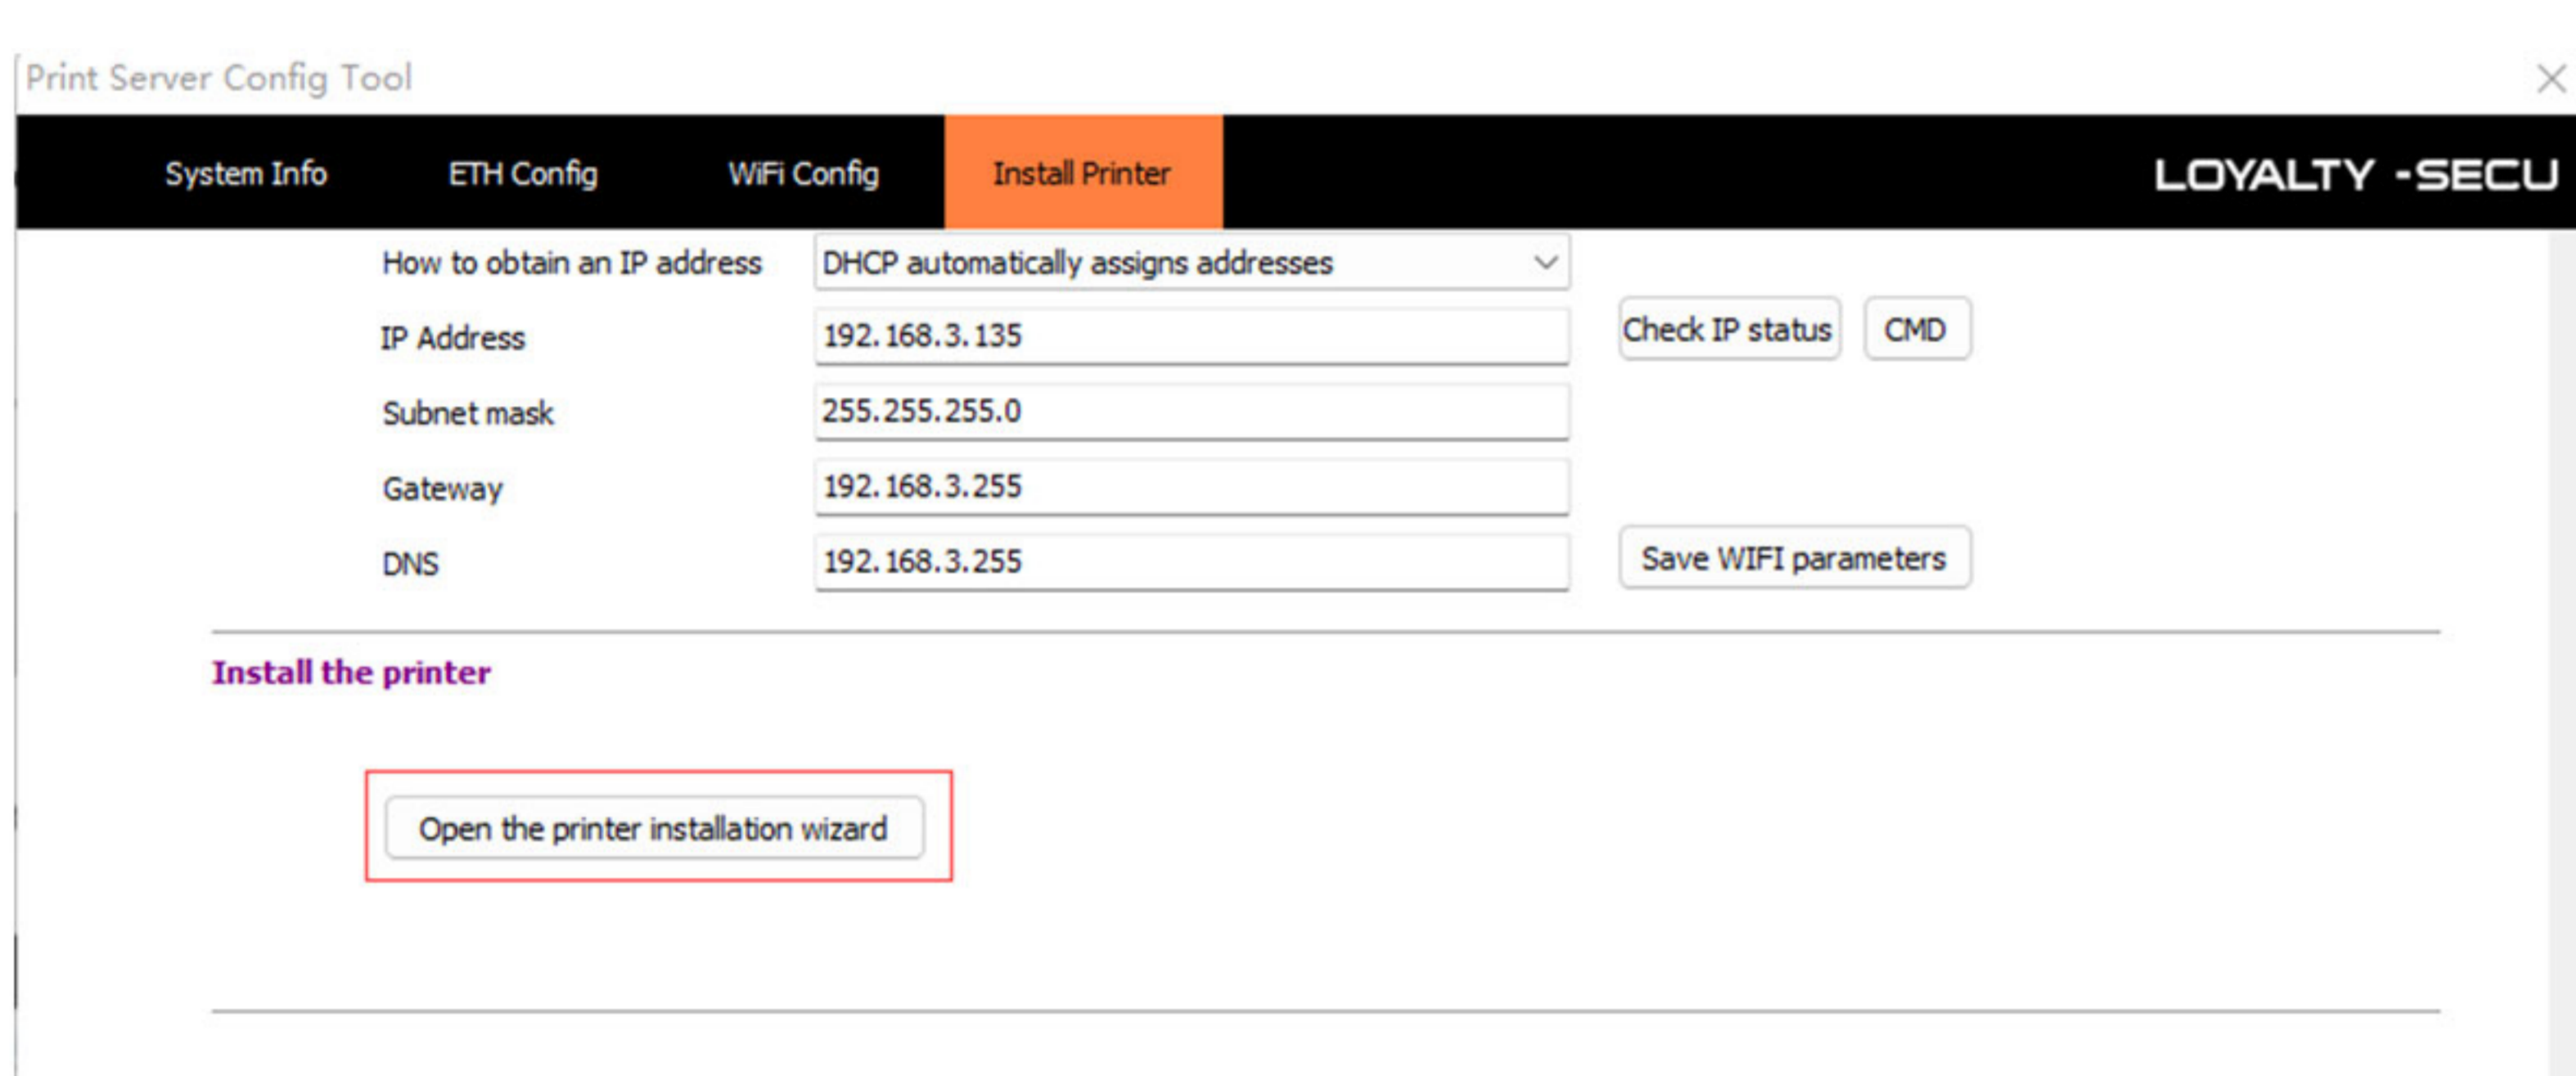 Print Server Config Tool
System Info ETH Config WiFi Config Install Printer LOYALTY -SECU
How to obtain an IP address DHCP automatically assigns addresses
IP Address 192.168.3.135 Check IP status CMD
Subnet mask 255.255.255.0
Gateway 192.168.3.255
DNS 192.168.3.255 Save WIFI parameters
Install the printer
Open the printer installation wizard